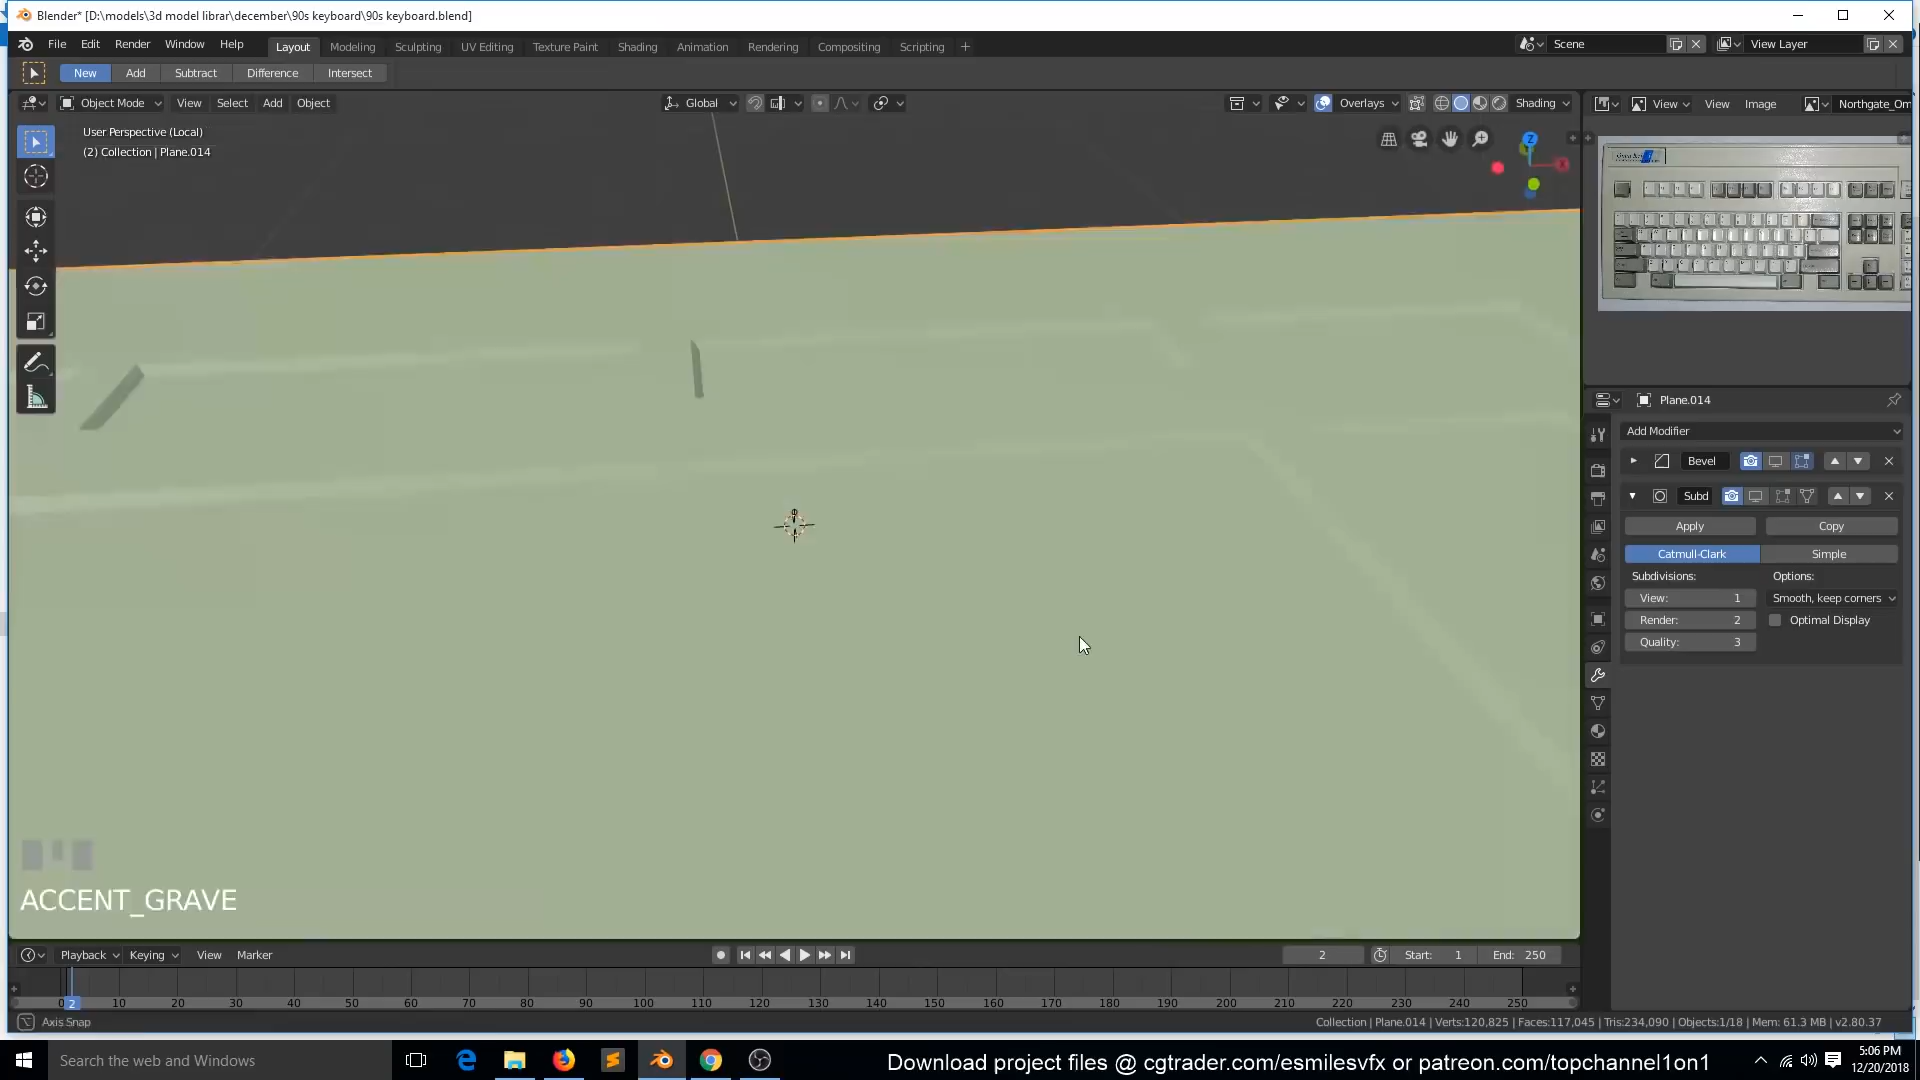 Blender* [D:\models\3d model librar\december\90s keyboard\90s keyboard.blend]
File Edit Render Window Help Layout Modeling Sculpting UV Editing Texture Paint Shading Animation Rendering Compositing Scripting + Scene View Layer
New Add Subtract Difference Intersect
Object Mode View Select Add Object Global Overlays Shading View View Image Northgate_Om
User Perspective (Local)
(2) Collection | Plane.014
Plane.014
Add Modifier
Bevel
Subd
Apply Copy
Catmull-Clark Simple
Subdivisions: Options:
View: 1 Smooth, keep corners
Render: 2 Optimal Display
Quality: 3
ACCENT_GRAVE
Playback Keying View Marker 2 Start: 1 End: 250
0 2 10 20 30 40 50 60 70 80 90 100 110 120 130 140 150 160 170 180 190 200 210 220 230 240 250
Axis Snap Collection | Plane.014 | Verts:120,825 | Faces:117,045 | Tris:234,090 | Objects:1/18 | Mem: 61.3 MB | v2.80.37
Search the web and Windows Download project files @ cgtrader.com/esmilesvfx or patreon.com/topchannel1on1 5:06 PM
12/20/2018